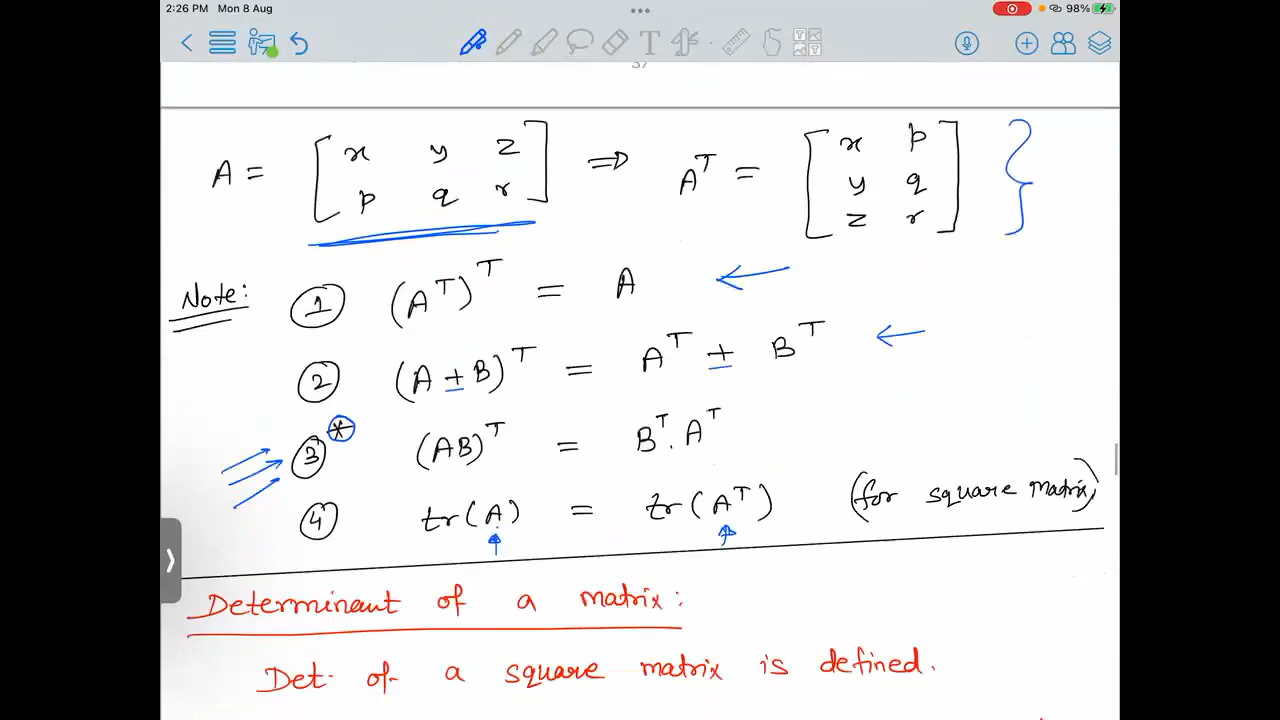 2:26 PM Mon 8 Aug
98%
37
A = [ x y z
p q r ] ⇒ Aᵀ = [ x p
y q
z r ]
Note: ① (Aᵀ)ᵀ = A
② (A ± B)ᵀ = Aᵀ ± Bᵀ
③* (AB)ᵀ = Bᵀ. Aᵀ
④ tr(A) = tr(Aᵀ) (for square matrix)
Determinant of a matrix:
Det. of a square matrix is defined.